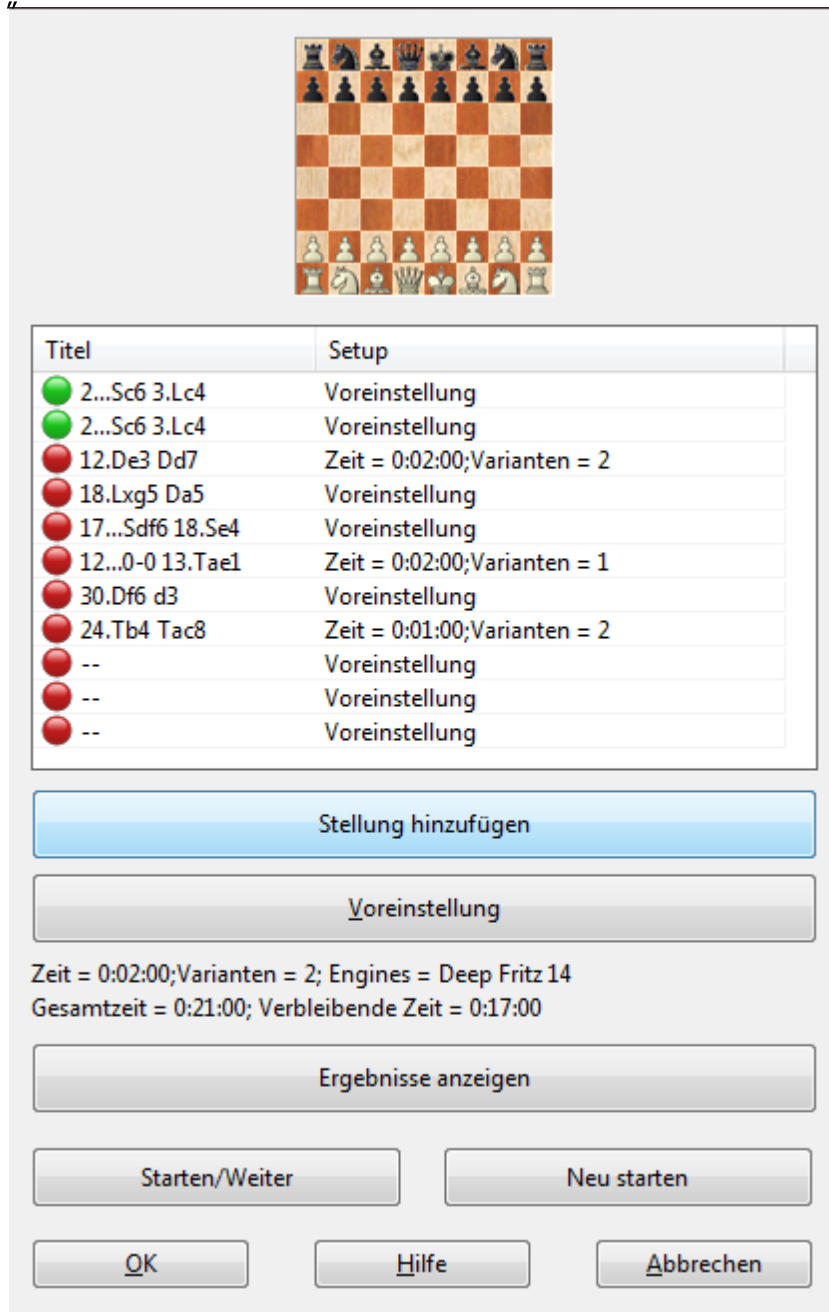 "
Titel Setup
2...Sc6 3.Lc4 Voreinstellung
2...Sc6 3.Lc4 Voreinstellung
12.De3 Dd7 Zeit = 0:02:00;Varianten = 2
18.Lxg5 Da5 Voreinstellung
17...Sdf6 18.Se4 Voreinstellung
12...0-0 13.Tae1 Zeit = 0:02:00;Varianten = 1
30.Df6 d3 Voreinstellung
24.Tb4 Tac8 Zeit = 0:01:00;Varianten = 2
-- Voreinstellung
-- Voreinstellung
-- Voreinstellung
Stellung hinzufügen
Voreinstellung
Zeit = 0:02:00;Varianten = 2; Engines = Deep Fritz 14
Gesamtzeit = 0:21:00; Verbleibende Zeit = 0:17:00
Ergebnisse anzeigen
Starten/Weiter Neu starten
OK Hilfe Abbrechen